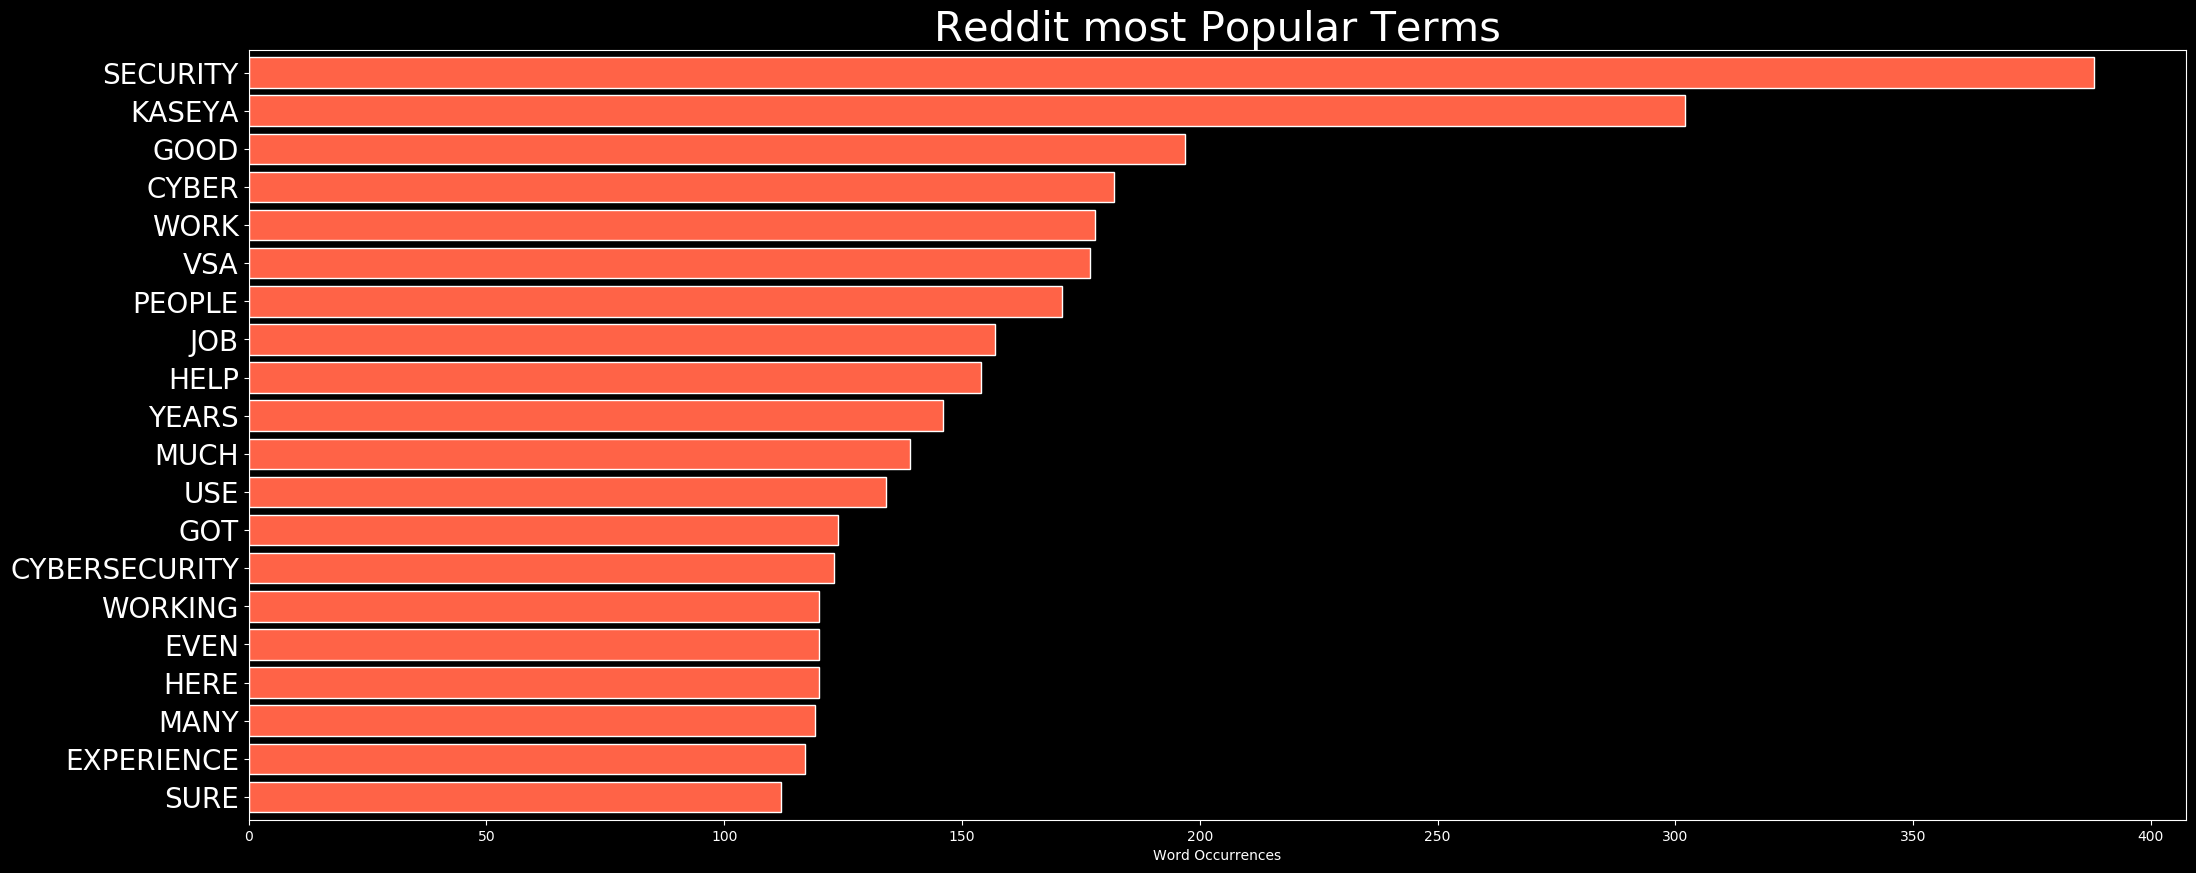 Reddit most Popular Terms
SECURITY
KASEYA
GOOD
CYBER
WORK
VSA
PEOPLE
JOB
HELP
YEARS
MUCH
USE
GOT
CYBERSECURITY
WORKING
EVEN
HERE
MANY
EXPERIENCE
SURE
0 50 100 150 200 250 300 350 400
Word Occurrences